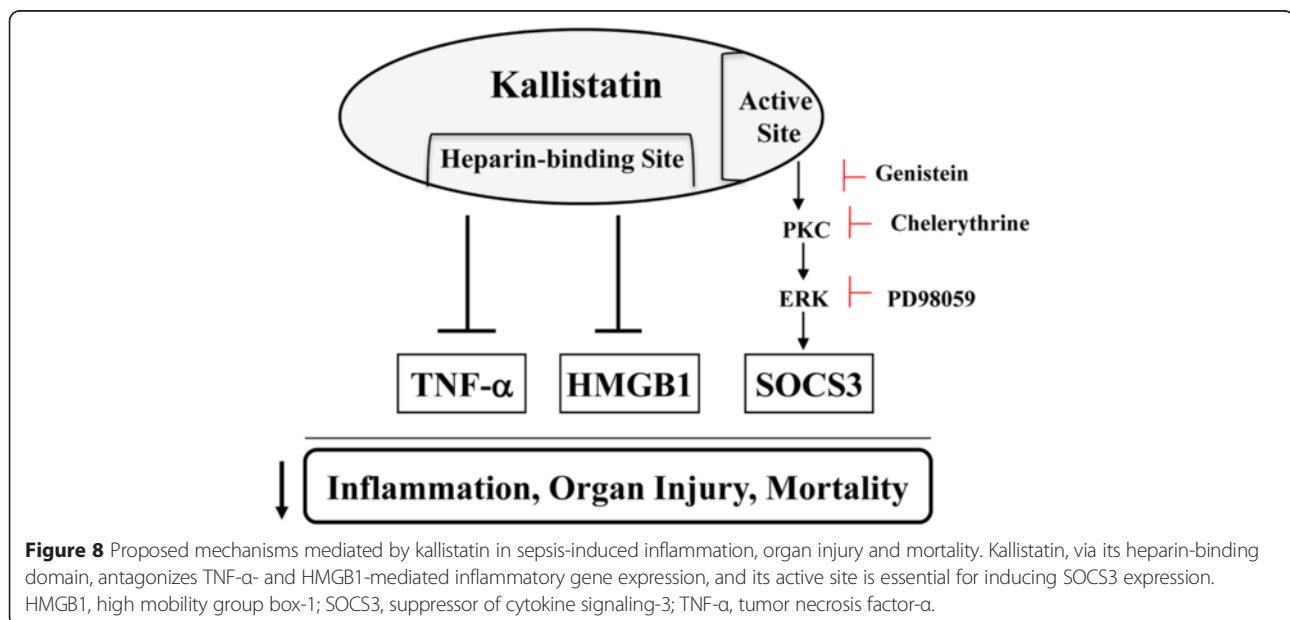 Kallistatin
Active
Site
Heparin-binding Site
Genistein
PKC
Chelerythrine
ERK
PD98059
TNF-α
HMGB1
SOCS3
Inflammation, Organ Injury, Mortality
Figure 8 Proposed mechanisms mediated by kallistatin in sepsis-induced inflammation, organ injury and mortality. Kallistatin, via its heparin-binding
domain, antagonizes TNF-α- and HMGB1-mediated inflammatory gene expression, and its active site is essential for inducing SOCS3 expression.
HMGB1, high mobility group box-1; SOCS3, suppressor of cytokine signaling-3; TNF-α, tumor necrosis factor-α.